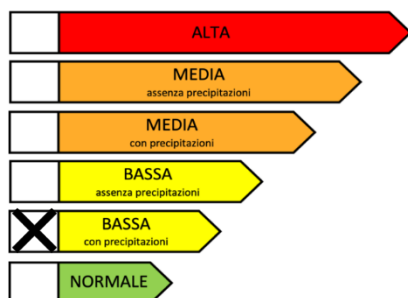 ALTA
MEDIA
assenza precipitazioni
MEDIA
con precipitazioni
BASSA
assenza precipitazioni
BASSA
con precipitazioni
NORMALE